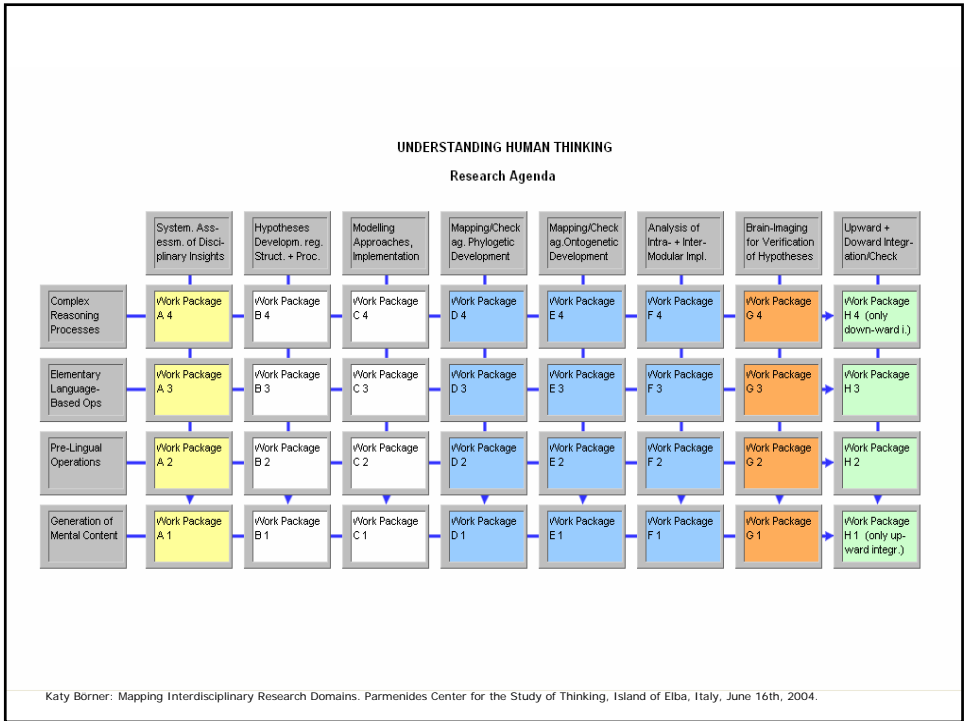 UNDERSTANDING HUMAN THINKING
Research Agenda
System. Ass-
essm. of Disci-
plinary Insights
Hypotheses
Developm. reg.
Struct. + Proc.
Modelling
Approaches,
Implementation
Mapping/Check
ag. Phylogetic
Development
Mapping/Check
ag.Ontogenetic
Development
Analysis of
Intra- + Inter-
Modular Impl.
Brain-Imaging
for Verification
of Hypotheses
Upward +
Doward Integr-
ation/Check
Complex
Reasoning
Processes
Work Package
A 4
Work Package
B 4
Work Package
C 4
Work Package
D 4
Work Package
E 4
Work Package
F 4
Work Package
G 4
Work Package
H 4 (only
down-ward i.)
Elementary
Language-
Based Ops
Work Package
A 3
Work Package
B 3
Work Package
C 3
Work Package
D 3
Work Package
E 3
Work Package
F 3
Work Package
G 3
Work Package
H 3
Pre-Lingual
Operations
Work Package
A 2
Work Package
B 2
Work Package
C 2
Work Package
D 2
Work Package
E 2
Work Package
F 2
Work Package
G 2
Work Package
H 2
Generation of
Mental Content
Work Package
A 1
Work Package
B 1
Work Package
C 1
Work Package
D 1
Work Package
E 1
Work Package
F 1
Work Package
G 1
Work Package
H 1 (only up-
ward integr.)
Katy Börner: Mapping Interdisciplinary Research Domains. Parmenides Center for the Study of Thinking, Island of Elba, Italy, June 16th, 2004.